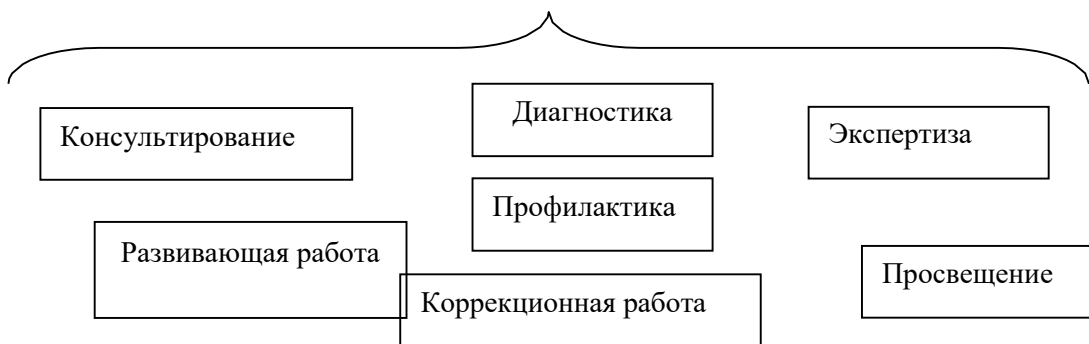 Консультирование
Диагностика
Экспертиза
Профилактика
Развивающая работа
Просвещение
Коррекционная работа